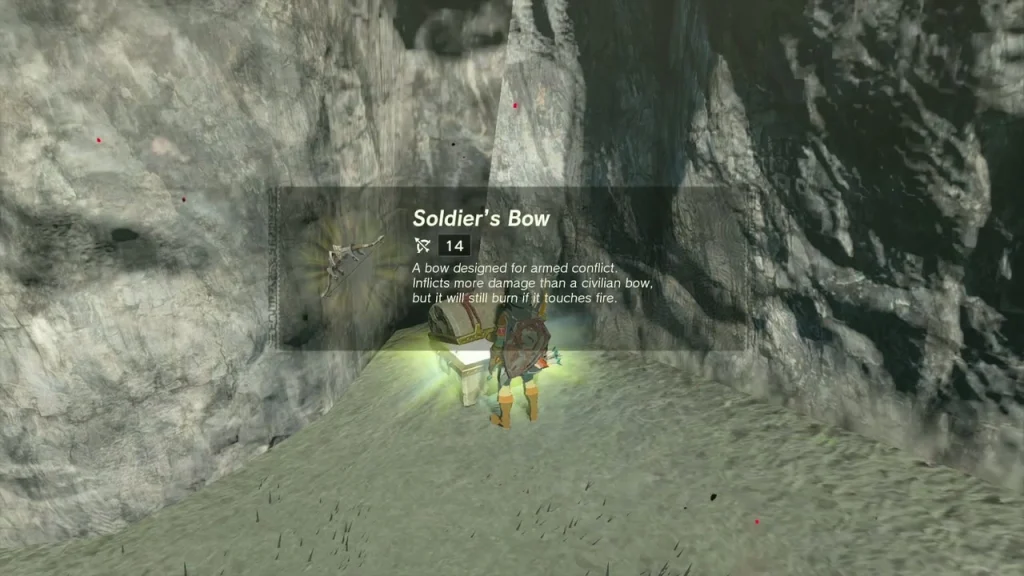 Soldier's Bow
14
A bow designed for armed conflict.
Inflicts more damage than a civilian bow,
but it will still burn if it touches fire.